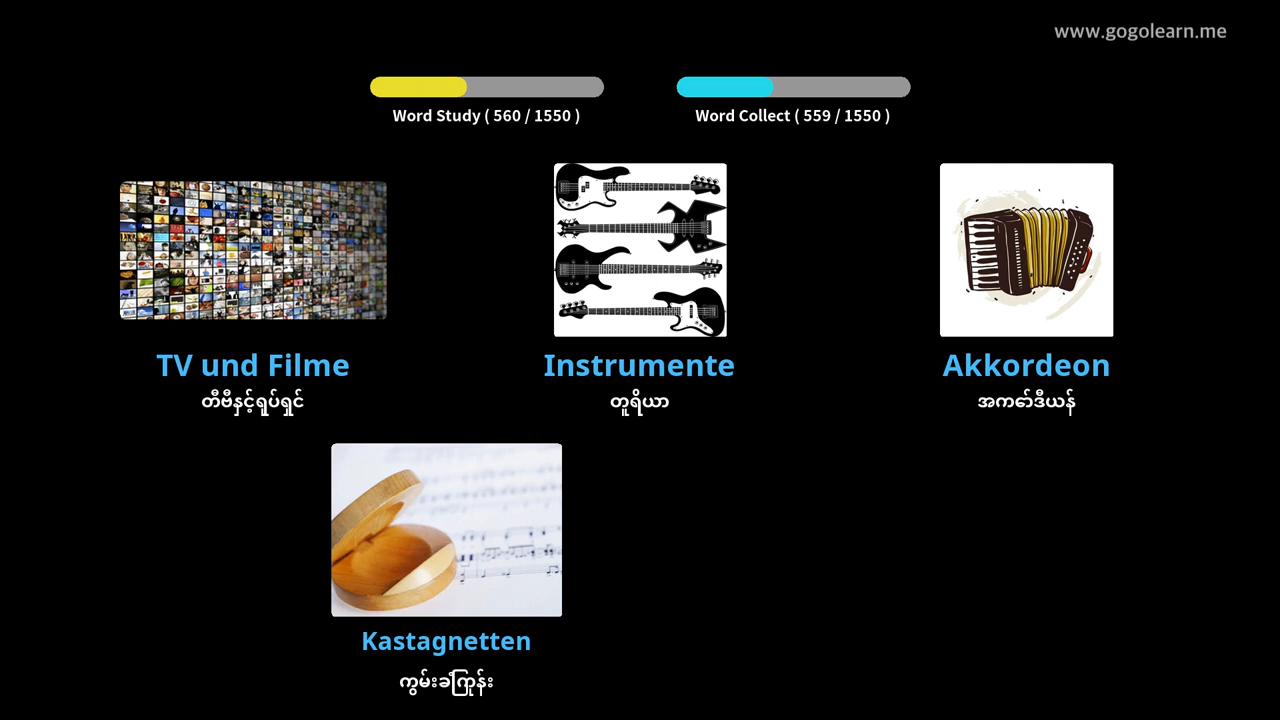 www.gogolearn.me
Word Study ( 560 / 1550 )
Word Collect ( 559 / 1550 )
TV und Filme
တီဗီနှင့်ရုပ်ရှင်
Instrumente
တူရိယာ
Akkordeon
အကော်ဒီယန်
Kastagnetten
ကွမ်းခံကြုန်း